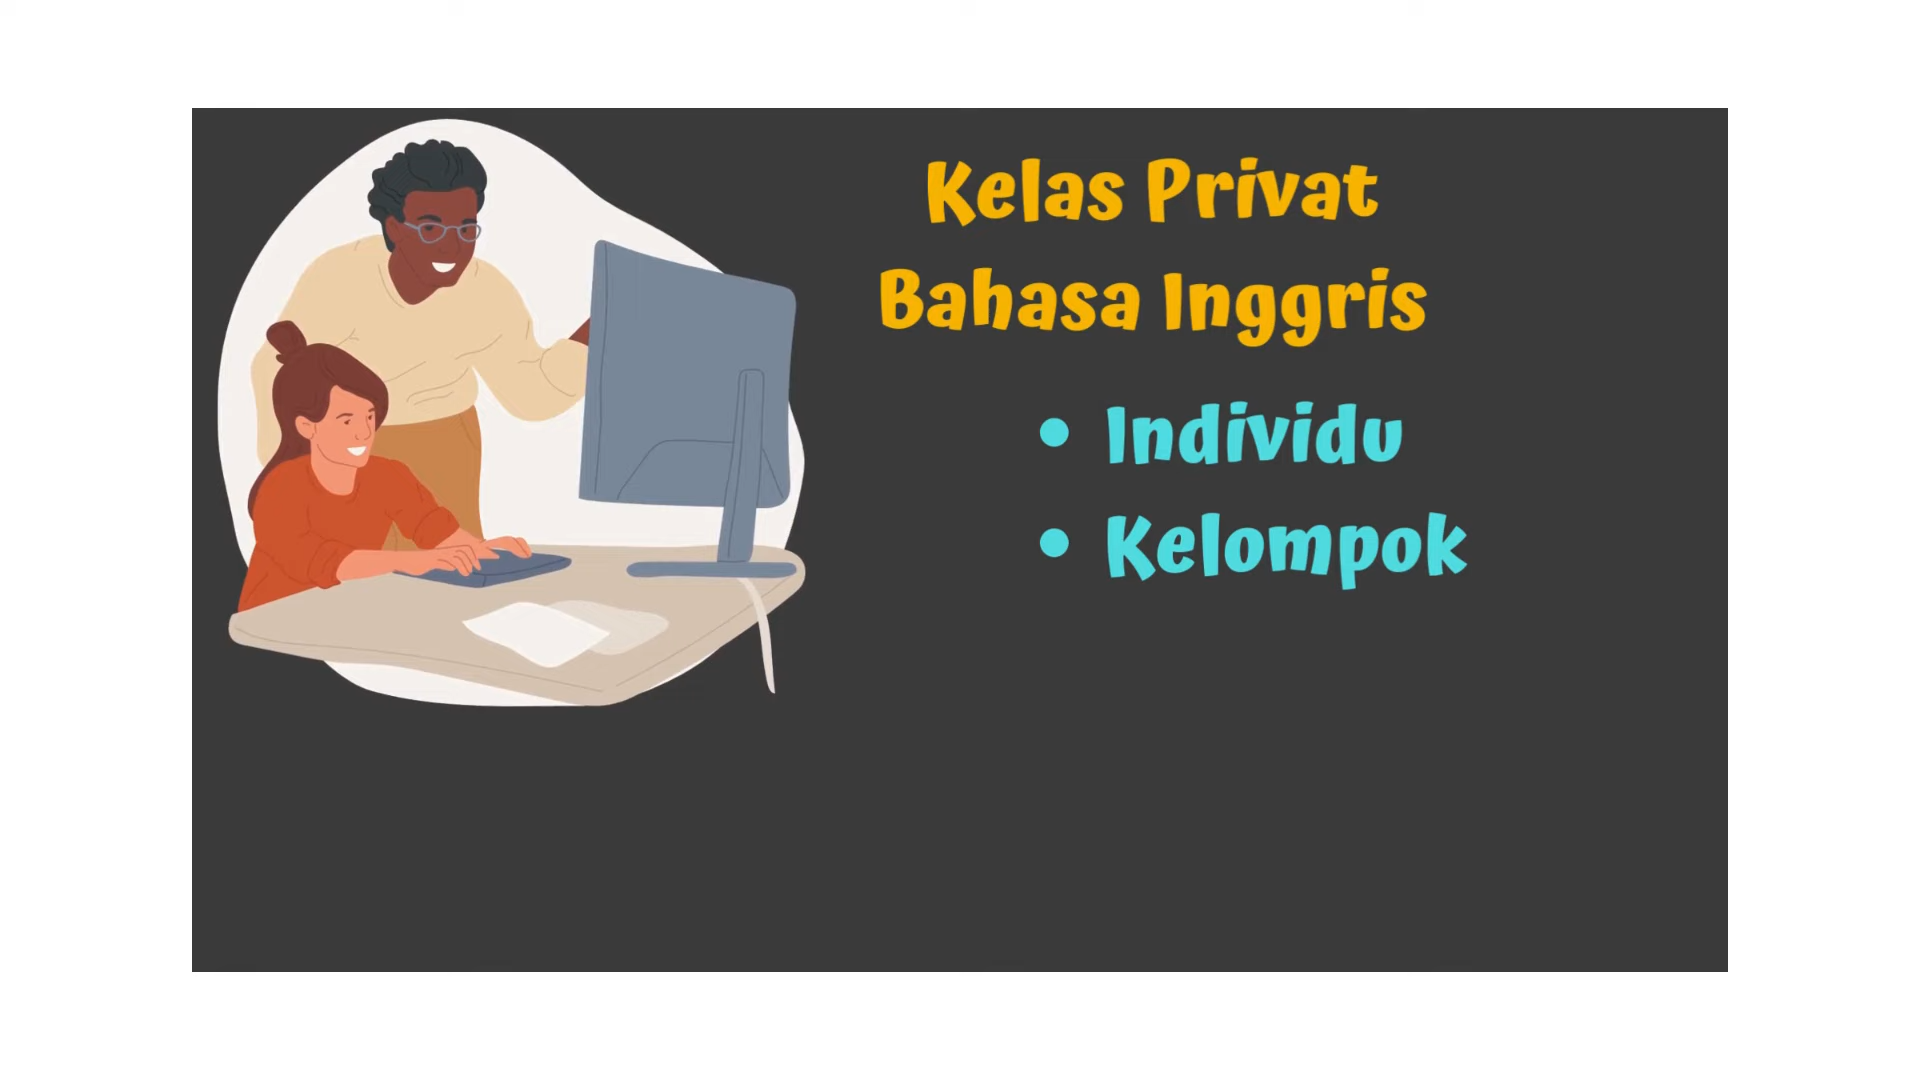 Kelas Privat
Bahasa Inggris
• Individu
• Kelompok